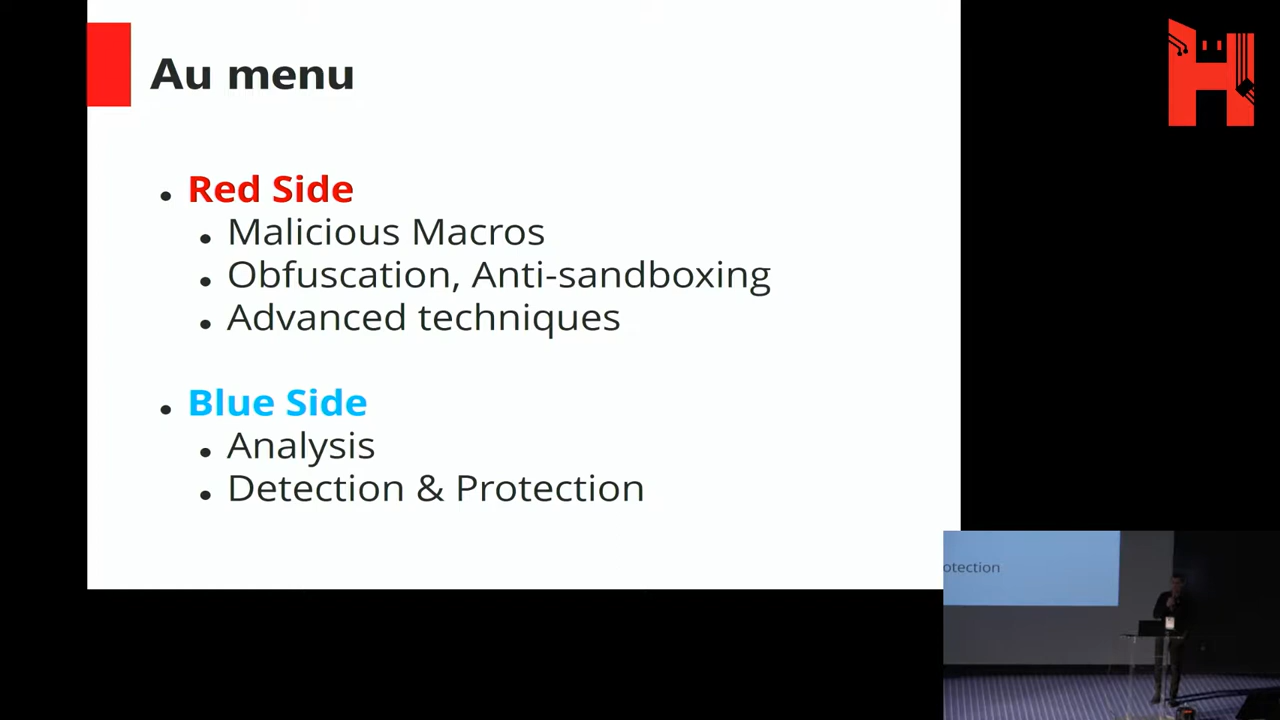 Au menu
Red Side
Malicious Macros
Obfuscation, Anti-sandboxing
Advanced techniques
Blue Side
Analysis
Detection & Protection
otection